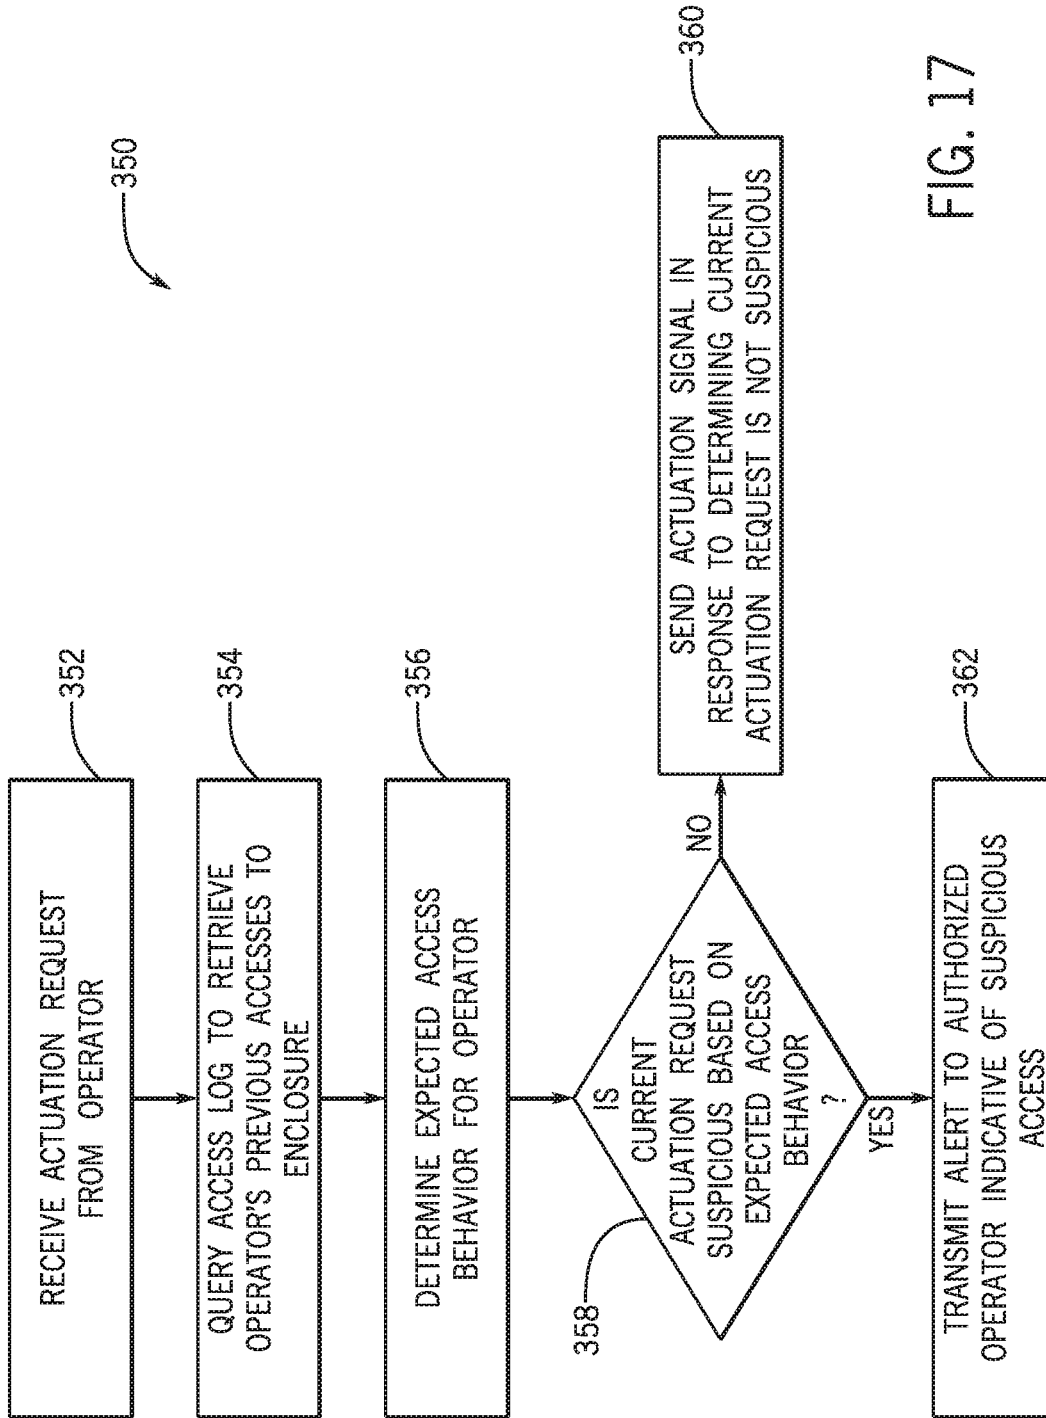 350
352
RECEIVE ACTUATION REQUEST
FROM OPERATOR
354
QUERY ACCESS LOG TO RETRIEVE
OPERATOR'S PREVIOUS ACCESSES TO
ENCLOSURE
356
DETERMINE EXPECTED ACCESS
BEHAVIOR FOR OPERATOR
358
IS
CURRENT
ACTUATION REQUEST
SUSPICIOUS BASED ON
EXPECTED ACCESS
BEHAVIOR
?
NO
360
SEND ACTUATION SIGNAL IN
RESPONSE TO DETERMINING CURRENT
ACTUATION REQUEST IS NOT SUSPICIOUS
YES
362
TRANSMIT ALERT TO AUTHORIZED
OPERATOR INDICATIVE OF SUSPICIOUS
ACCESS
FIG. 17